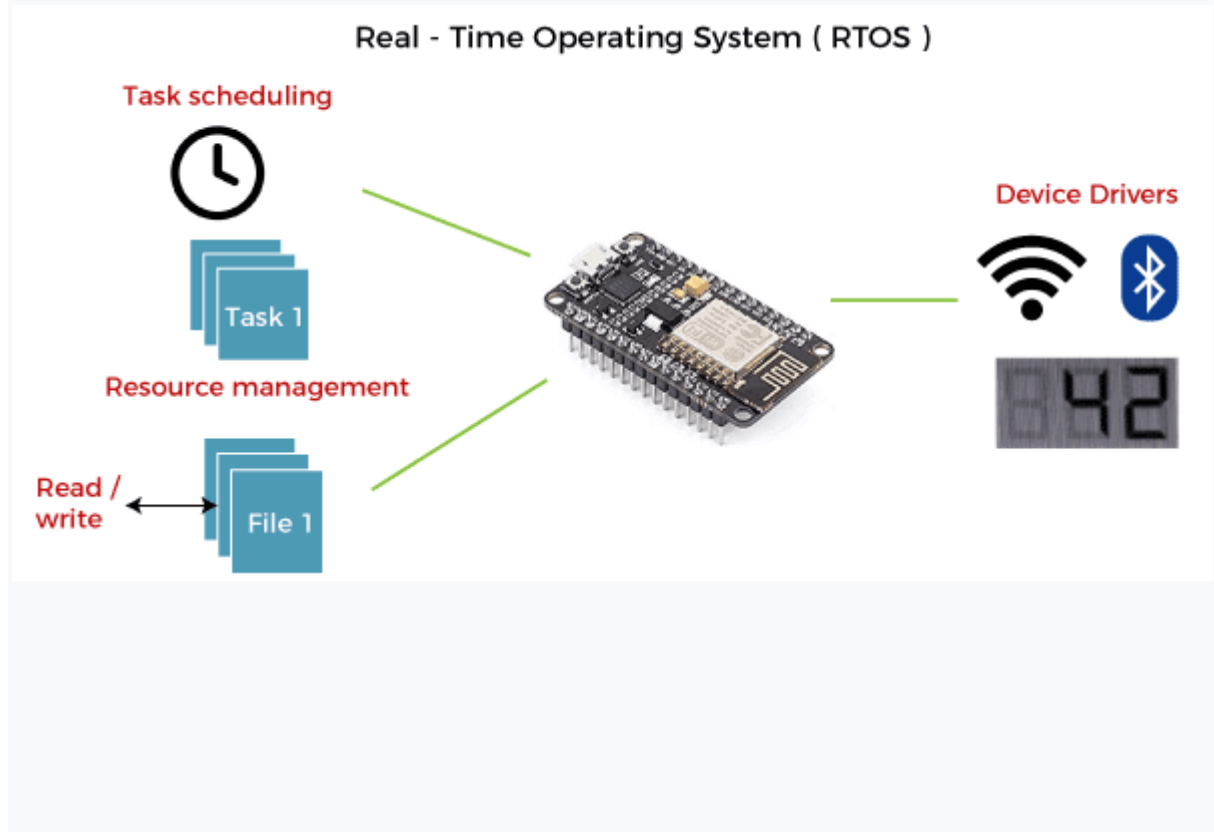 Real - Time Operating System ( RTOS )
Task scheduling
Task 1
Resource management
Read /
write
File 1
Device Drivers
42